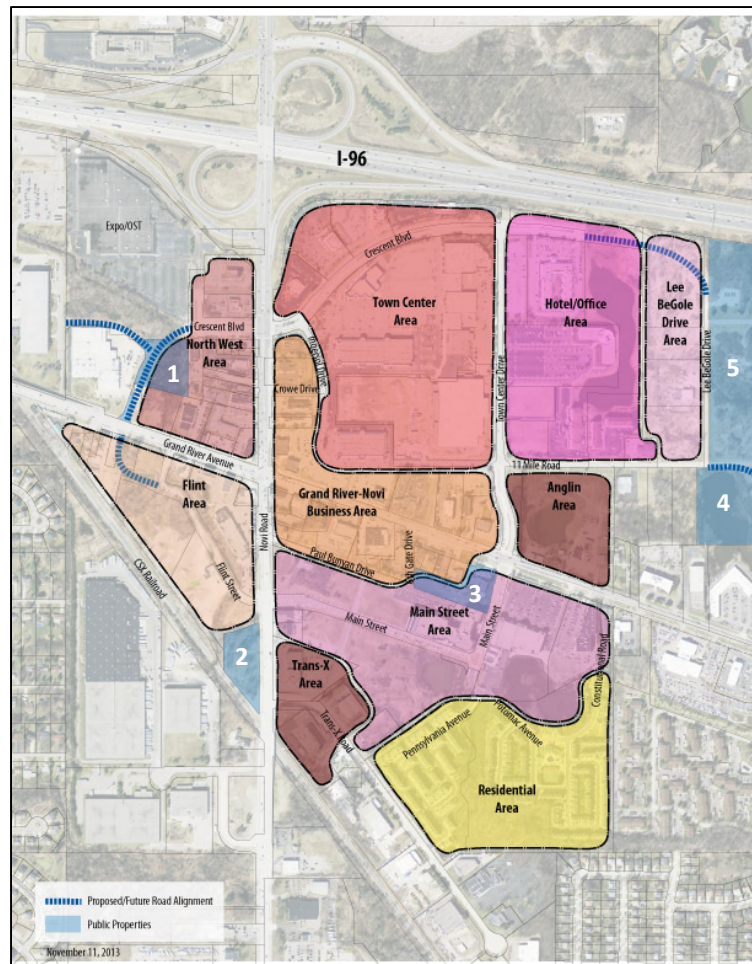 I-96
Expo/OST
Crescent Blvd
Town Center
Area
Hotel/Office
Area
Lee
BeGole
Drive
Area
Crescent Blvd
North West
Area
1
Ingersol Drive
Town Center Drive
Lee BeGole Drive
5
Crowe Drive
Grand River Avenue
11 Mile Road
Flint
Area
Grand River-Novi
Business Area
Anglin
Area
4
Novi Road
CSX Railroad
Flint Street
Paul Bunyan Drive
Gate Drive
3
Main Street
Main Street
Area
Main Street
Constitutional Road
2
Trans-X
Area
Trans-X Road
Pennsylvania Avenue
Potomac Avenue
Residential
Area
Proposed/Future Road Alignment
Public Properties
November 11, 2013